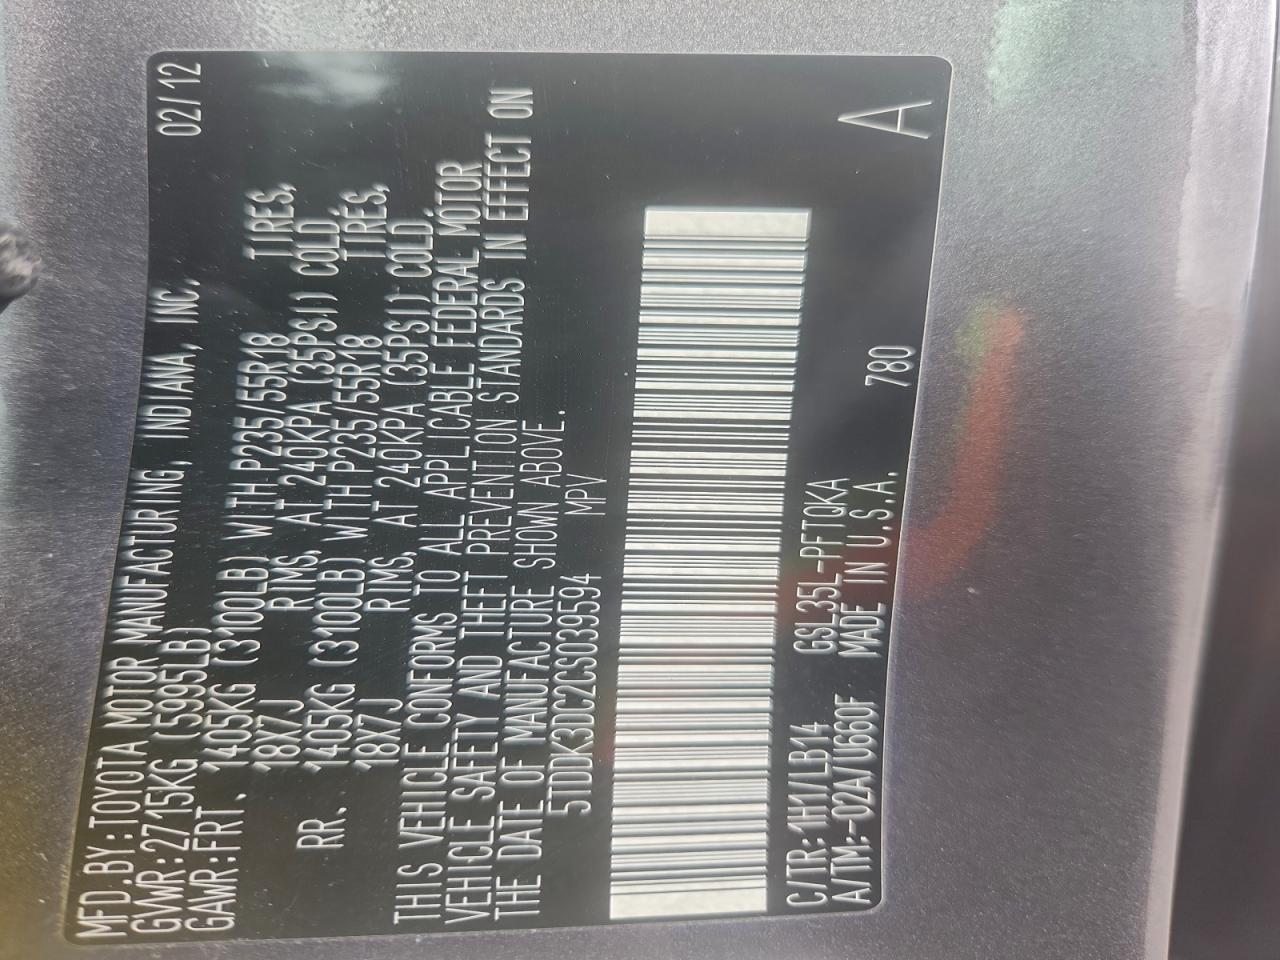 MFD.BY:TOYOTA MOTOR MANUFACTURING, INDIANA, INC. 02/12
GVWR:2715KG (5995LB)
GAWR:FRT. 1405KG (3100LB) WITH P235/55R18 TIRES,
18X7J RIMS, AT 240KPA (35PSI) COLD.
RR. 1405KG (3100LB) WITH P235/55R18 TIRES,
18X7J RIMS, AT 240KPA (35PSI) COLD.
THIS VEHICLE CONFORMS TO ALL APPLICABLE FEDERAL MOTOR
VEHICLE SAFETY AND THEFT PREVENTION STANDARDS IN EFFECT ON
THE DATE OF MANUFACTURE SHOWN ABOVE.
5TDDK3DC2CS039594 MPV
C/TR:1H1/LB14 GSL35L-PFTQKA
A/TM:-02A/U660F MADE IN U.S.A. 780 A